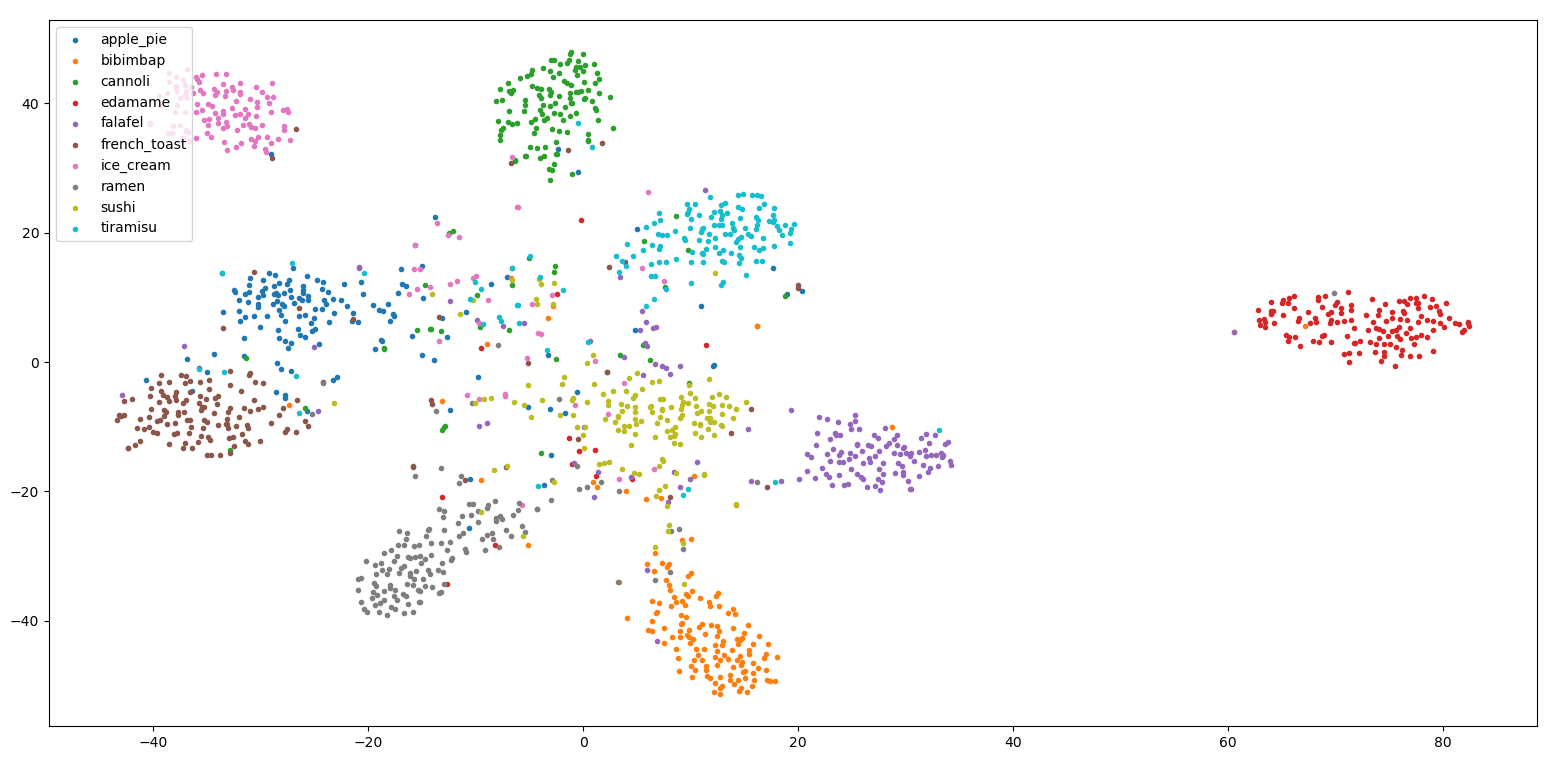 apple_pie
bibimbap
cannoli
edamame
falafel
french_toast
ice_cream
ramen
sushi
tiramisu
40
20
0
−20
−40
−40
−20
0
20
40
60
80